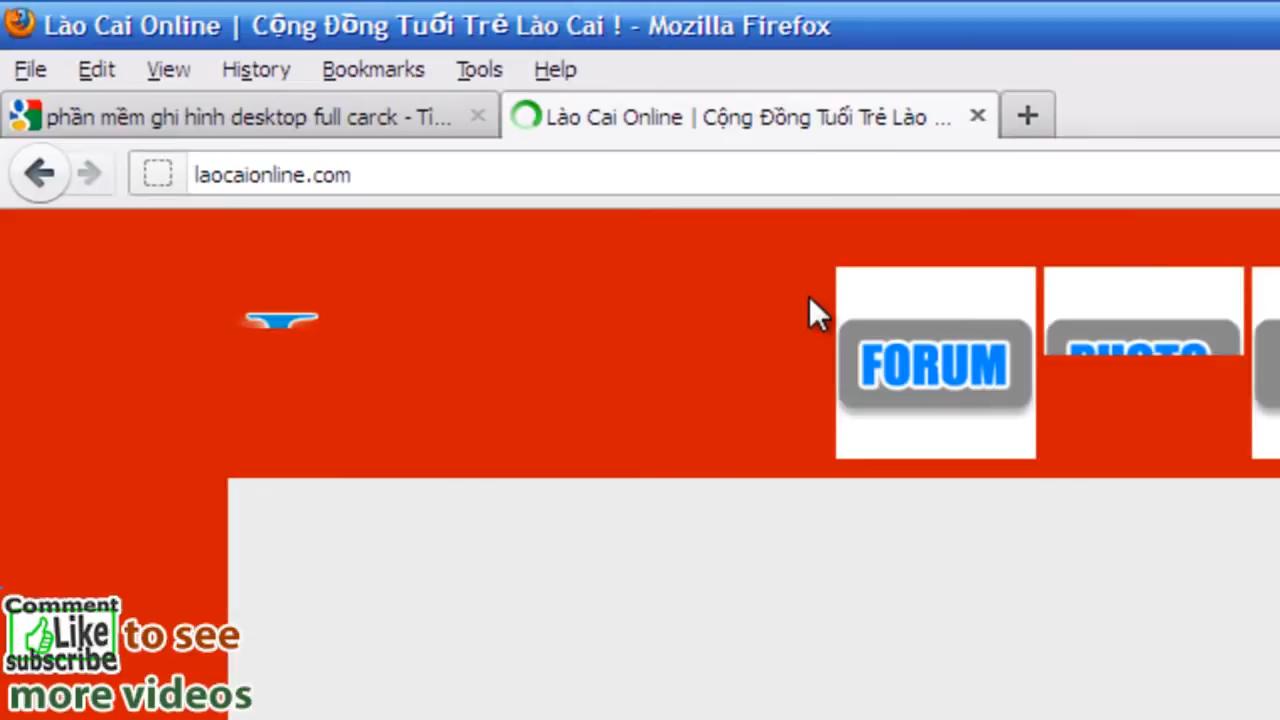 Lào Cai Online | Cộng Đồng Tuổi Trẻ Lào Cai ! - Mozilla Firefox
File Edit View History Bookmarks Tools Help
phần mềm ghi hình desktop full carck - Tì... Lào Cai Online | Cộng Đồng Tuổi Trẻ Lào ...
laocaionline.com
FORUM PHOTO
Comment
Like
subscribe
to see
more videos